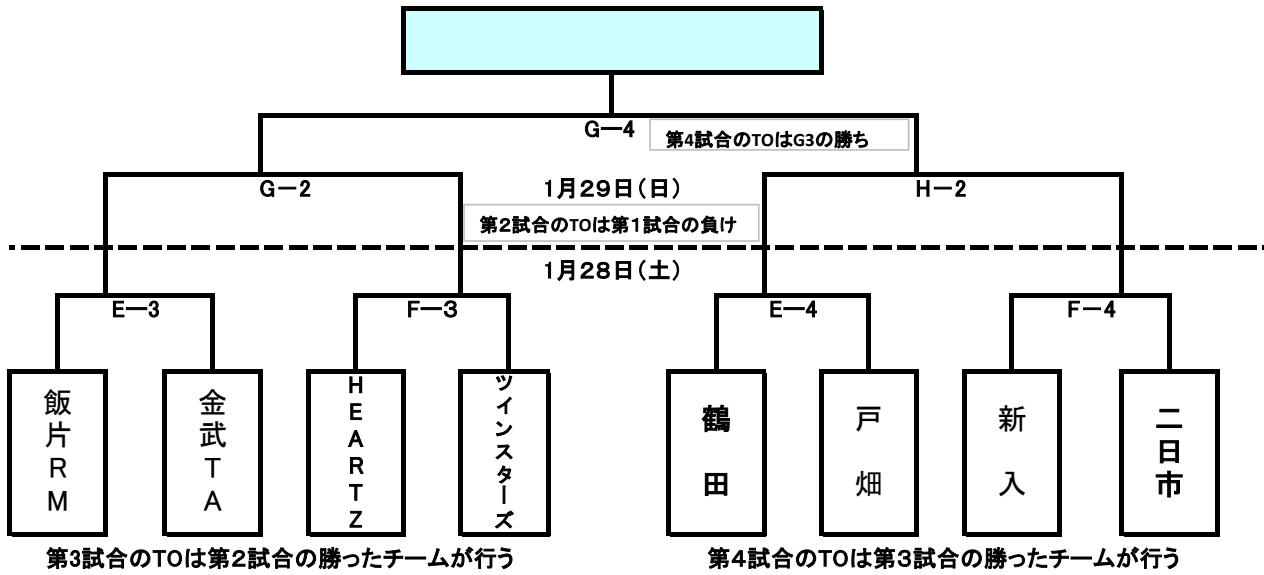 G－4
第4試合のTOはG3の勝ち
G－2
1月29日（日）
H－2
第２試合のTOは第１試合の負け
1月28日（土）
E－3
F－３
E－4
F－4
飯片ＲＭ
金武ＴＡ
ＨＥＡＲＴＺ
ツインスターズ
鶴田
戸畑
新入
二日市
第3試合のTOは第２試合の勝ったチームが行う
第４試合のTOは第３試合の勝ったチームが行う